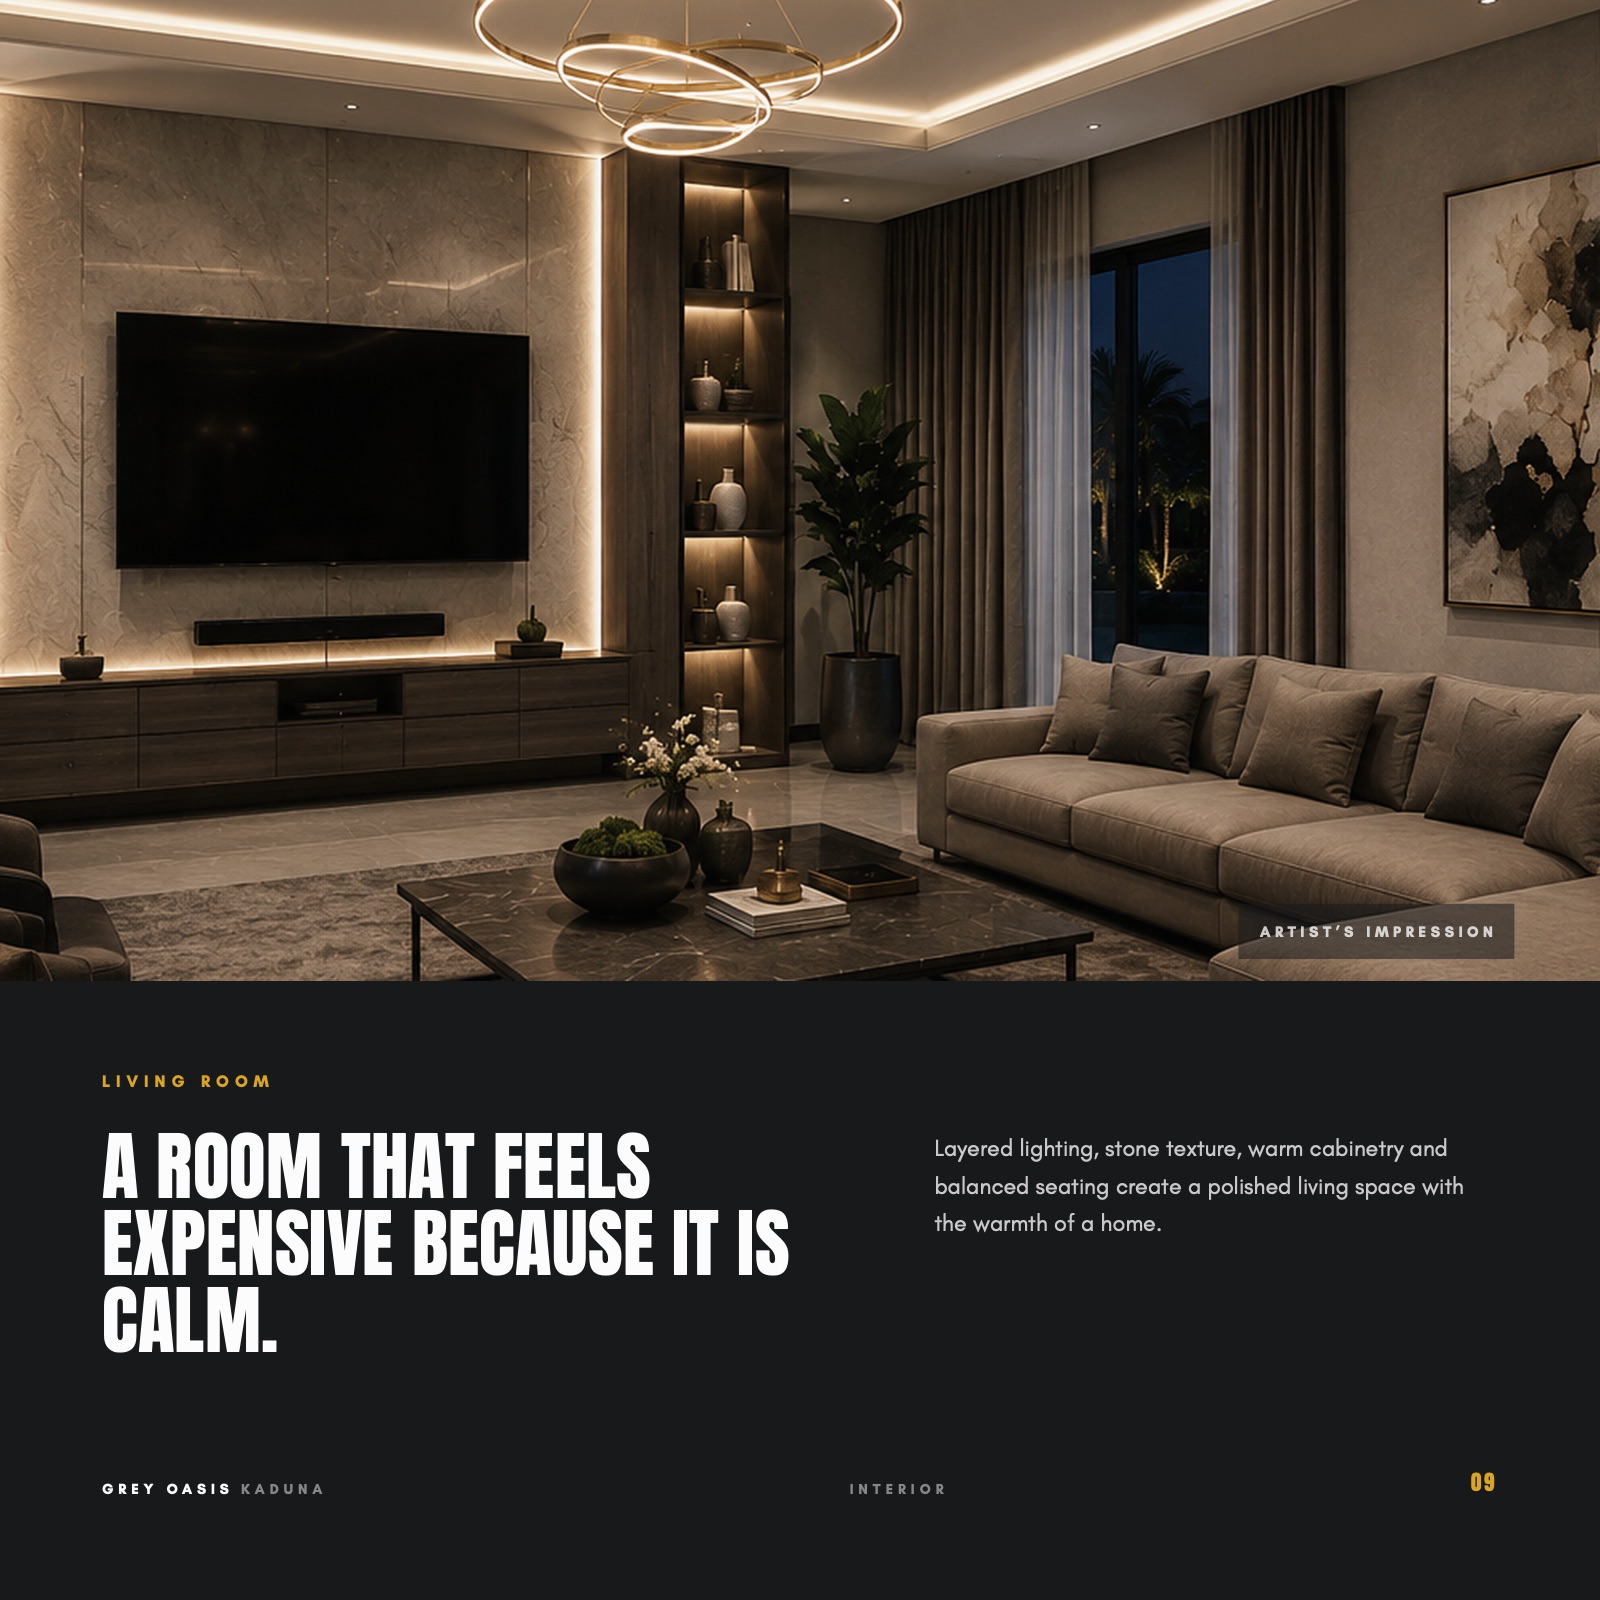 ARTIST’S IMPRESSION
LIVING ROOM
A ROOM THAT FEELS
EXPENSIVE BECAUSE IT IS
CALM.
Layered lighting, stone texture, warm cabinetry and
balanced seating create a polished living space with
the warmth of a home.
GREY OASIS KADUNA
INTERIOR
09